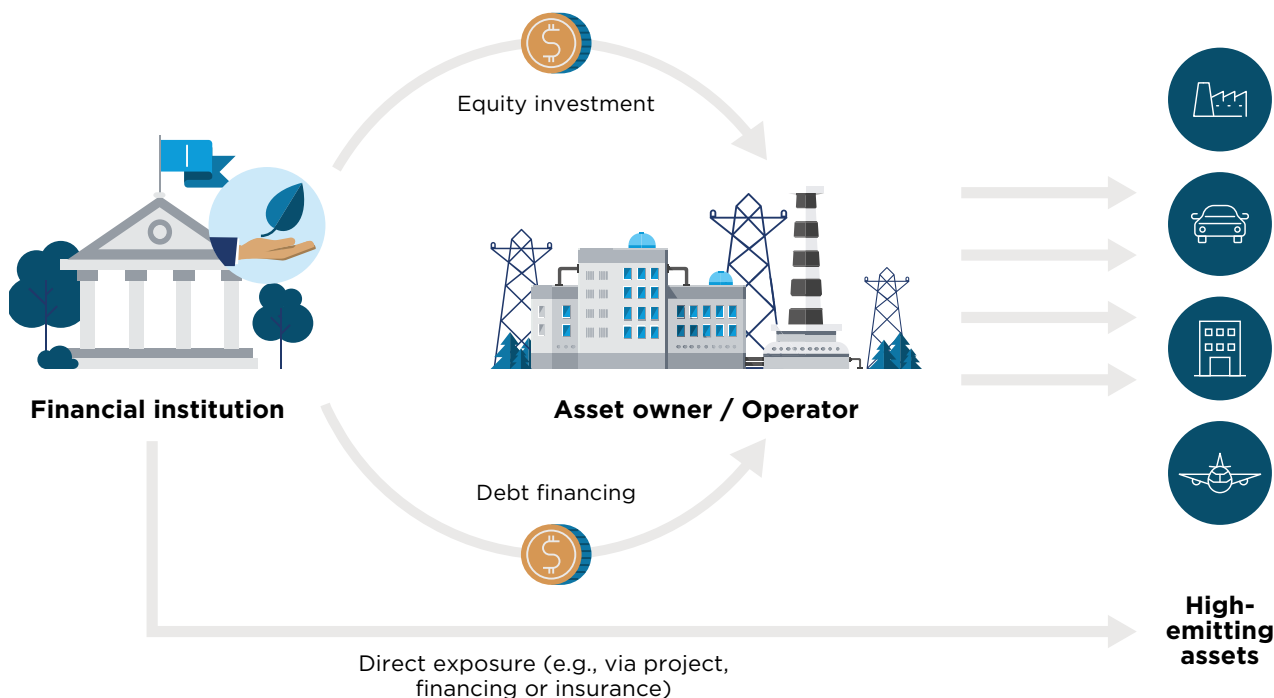 Equity investment
Financial institution
Asset owner / Operator
Debt financing
High-
emitting
assets
Direct exposure (e.g., via project,
financing or insurance)